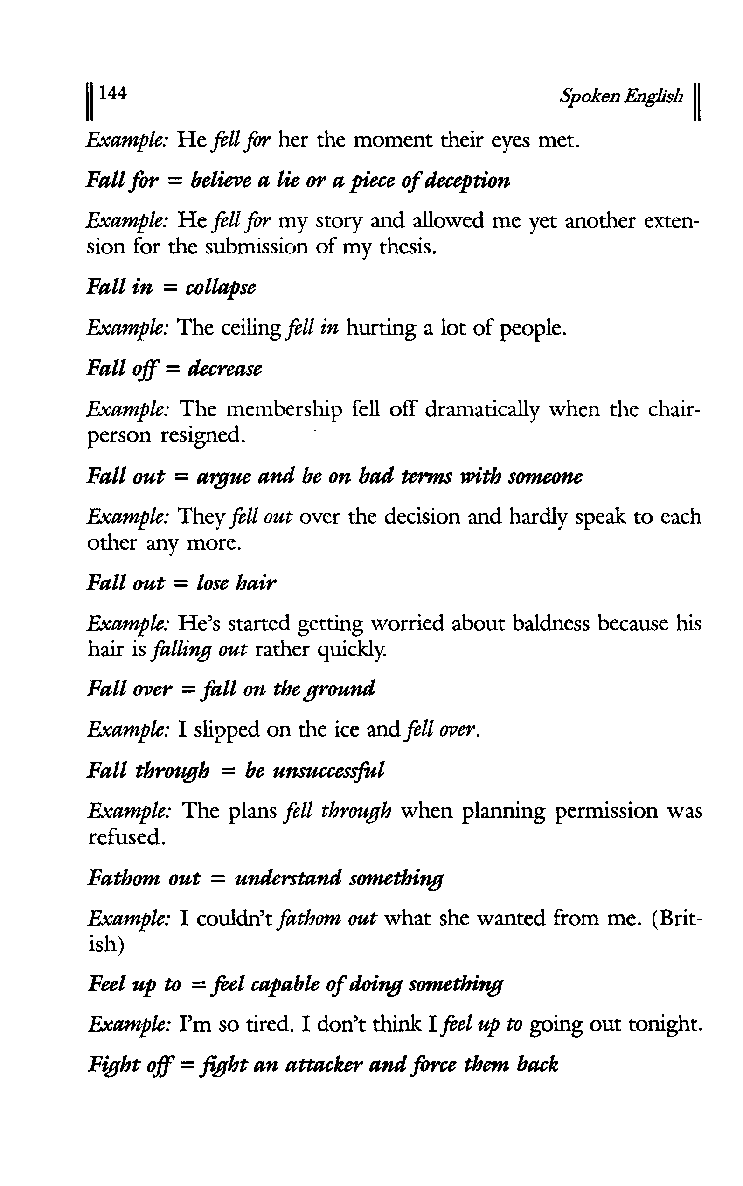 144 Spoken English
Example: He fell for her the moment their eyes met.
Fall for = believe a lie or a piece of deception
Example: He fell for my story and allowed me yet another exten-
sion for the submission of my thesis.
Fall in = collapse
Example: The ceiling fell in hurting a lot of people.
Fall off = decrease
Example: The membership fell off dramatically when the chair-
person resigned.
Fall out = argue and be on bad terms with someone
Example: They fell out over the decision and hardly speak to each
other any more.
Fall out = lose hair
Example: He's started getting worried about baldness because his
hair is falling out rather quickly.
Fall over = fall on the ground
Example: I slipped on the ice and fell over.
Fall through = be unsuccessful
Example: The plans fell through when planning permission was
refused.
Fathom out = understand something
Example: I couldn't fathom out what she wanted from me. (Brit-
ish)
Feel up to = feel capable of doing something
Example: I'm so tired. I don't think I feel up to going out tonight.
Fight off = fight an attacker and force them back